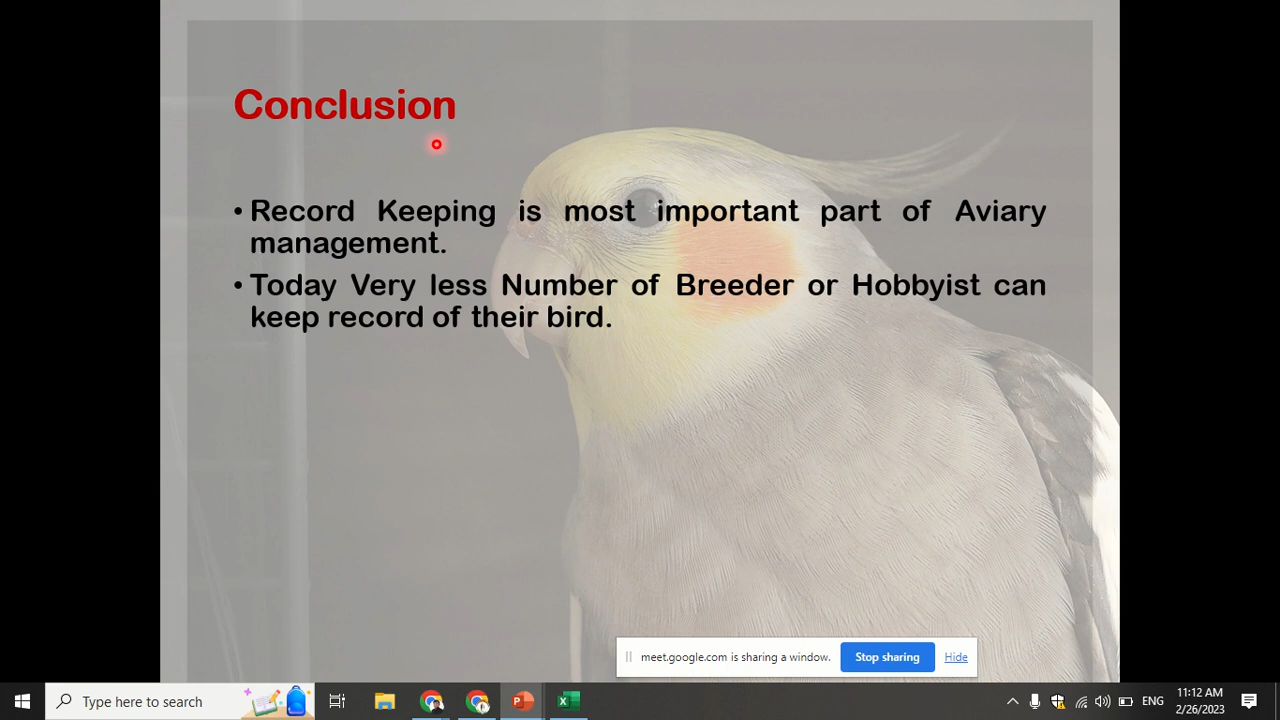 Conclusion
• Record Keeping is most important part of Aviary
management.
• Today Very less Number of Breeder or Hobbyist can
keep record of their bird.
meet.google.com is sharing a window.
Stop sharing
Hide
Type here to search
ENG
11:12 AM
2/26/2023